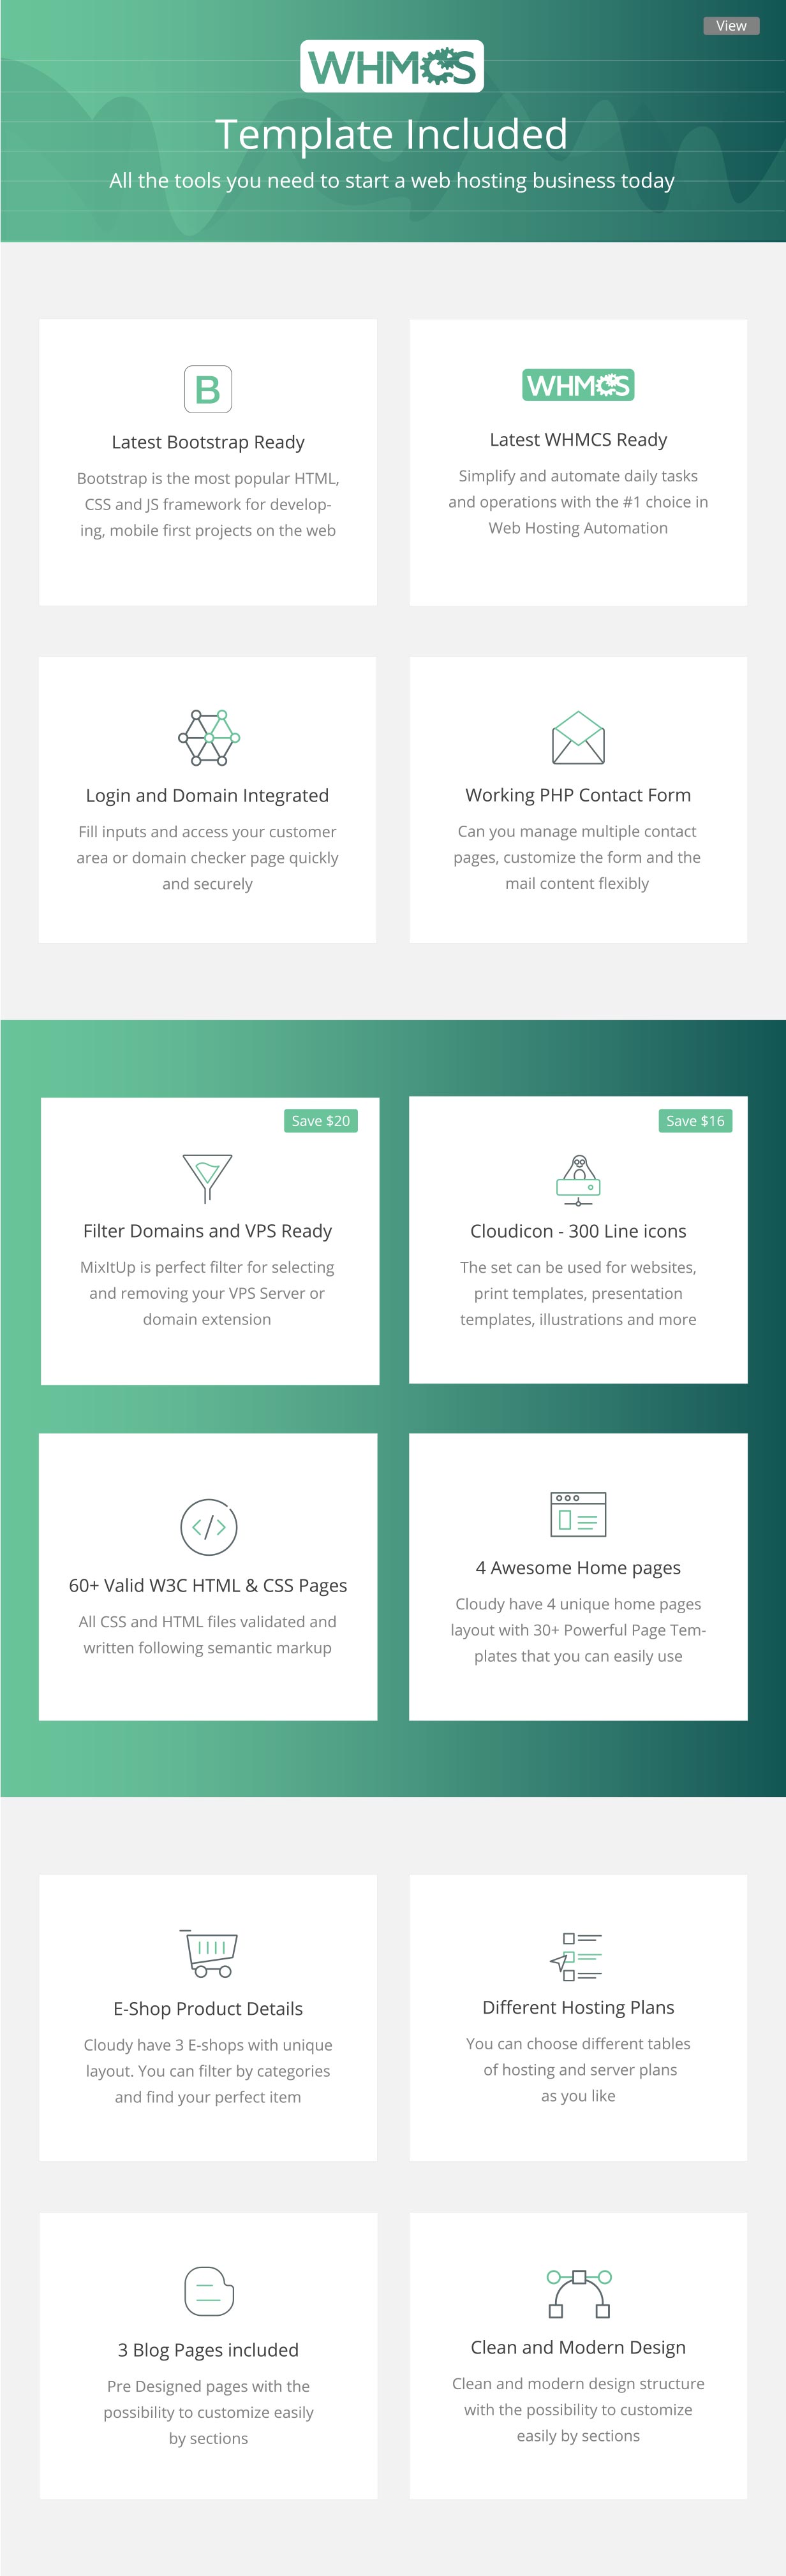 View
WHMCS
Template Included
All the tools you need to start a web hosting business today
B
Latest Bootstrap Ready
Bootstrap is the most popular HTML,
CSS and JS framework for develop-
ing, mobile first projects on the web
WHMCS
Latest WHMCS Ready
Simplify and automate daily tasks
and operations with the #1 choice in
Web Hosting Automation
Login and Domain Integrated
Fill inputs and access your customer
area or domain checker page quickly
and securely
Working PHP Contact Form
Can you manage multiple contact
pages, customize the form and the
mail content flexibly
Save $20
Filter Domains and VPS Ready
MixItUp is perfect filter for selecting
and removing your VPS Server or
domain extension
Save $16
Cloudicon - 300 Line icons
The set can be used for websites,
print templates, presentation
templates, illustrations and more
60+ Valid W3C HTML & CSS Pages
All CSS and HTML files validated and
written following semantic markup
4 Awesome Home pages
Cloudy have 4 unique home pages
layout with 30+ Powerful Page Tem-
plates that you can easily use
E-Shop Product Details
Cloudy have 3 E-shops with unique
layout. You can filter by categories
and find your perfect item
Different Hosting Plans
You can choose different tables
of hosting and server plans
as you like
3 Blog Pages included
Pre Designed pages with the
possibility to customize easily
by sections
Clean and Modern Design
Clean and modern design structure
with the possibility to customize
easily by sections